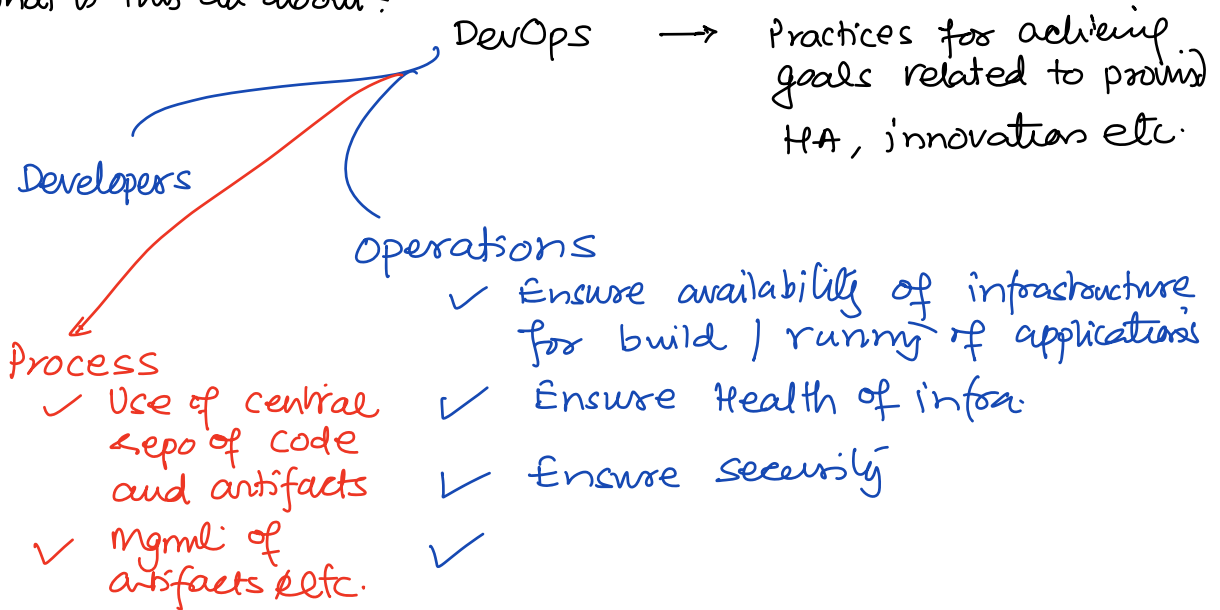 DevOps → Practices for achieving
goals related to
HA, innovation etc.
Developers
Operations
✓ Ensure availability of infrastructure
for build / running of applications
✓ Ensure Health of infra.
✓ Ensure security
✓
Process
✓ Use of central
repo of code
and artifacts
✓ Mgmt of
artifacts etc.